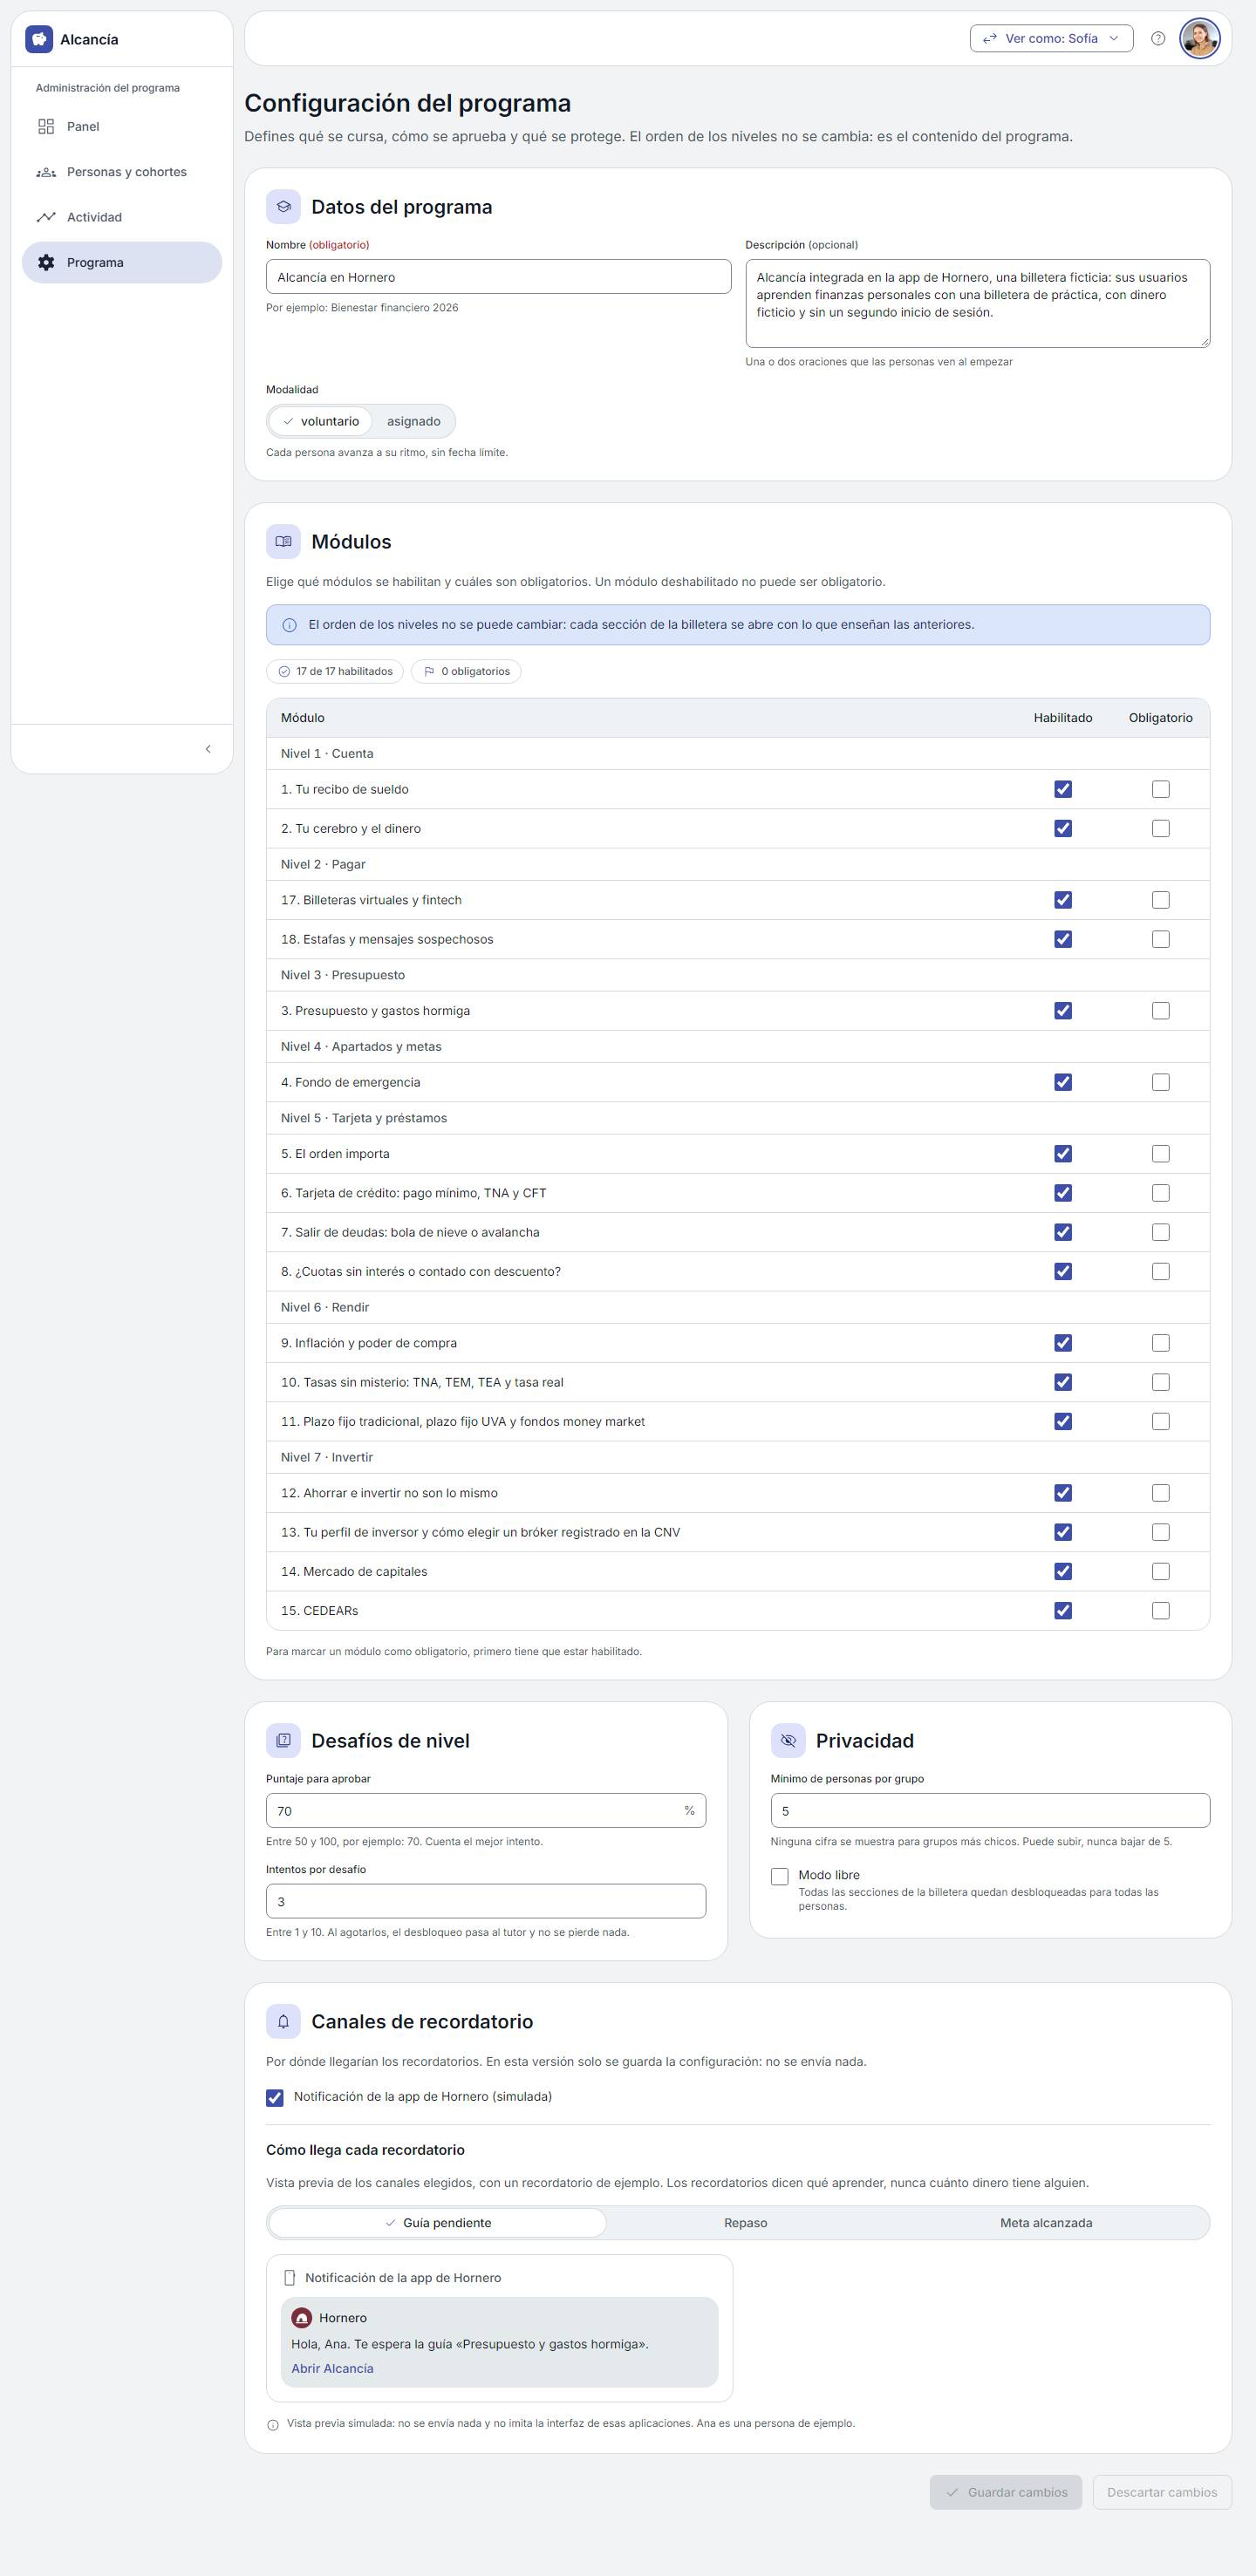 Alcancía
Ver como: Sofía
Administración del programa
Panel
Personas y cohortes
Actividad
Programa
Configuración del programa
Defines qué se cursa, cómo se aprueba y qué se protege. El orden de los niveles no se cambia: es el contenido del programa.
Datos del programa
Nombre (obligatorio)
Alcancía en Hornero
Por ejemplo: Bienestar financiero 2026
Descripción (opcional)
Alcancía integrada en la app de Hornero, una billetera ficticia: sus usuarios
aprenden finanzas personales con una billetera de práctica, con dinero
ficticio y sin un segundo inicio de sesión.
Una o dos oraciones que las personas ven al empezar
Modalidad
voluntario
asignado
Cada persona avanza a su ritmo, sin fecha límite.
Módulos
Elige qué módulos se habilitan y cuáles son obligatorios. Un módulo deshabilitado no puede ser obligatorio.
El orden de los niveles no se puede cambiar: cada sección de la billetera se abre con lo que enseñan las anteriores.
17 de 17 habilitados
0 obligatorios
Módulo Habilitado Obligatorio
Nivel 1 · Cuenta
1. Tu recibo de sueldo
2. Tu cerebro y el dinero
Nivel 2 · Pagar
17. Billeteras virtuales y fintech
18. Estafas y mensajes sospechosos
Nivel 3 · Presupuesto
3. Presupuesto y gastos hormiga
Nivel 4 · Apartados y metas
4. Fondo de emergencia
Nivel 5 · Tarjeta y préstamos
5. El orden importa
6. Tarjeta de crédito: pago mínimo, TNA y CFT
7. Salir de deudas: bola de nieve o avalancha
8. ¿Cuotas sin interés o contado con descuento?
Nivel 6 · Rendir
9. Inflación y poder de compra
10. Tasas sin misterio: TNA, TEM, TEA y tasa real
11. Plazo fijo tradicional, plazo fijo UVA y fondos money market
Nivel 7 · Invertir
12. Ahorrar e invertir no son lo mismo
13. Tu perfil de inversor y cómo elegir un bróker registrado en la CNV
14. Mercado de capitales
15. CEDEARs
Para marcar un módulo como obligatorio, primero tiene que estar habilitado.
Desafíos de nivel
Puntaje para aprobar
70 %
Entre 50 y 100, por ejemplo: 70. Cuenta el mejor intento.
Intentos por desafío
3
Entre 1 y 10. Al agotarlos, el desbloqueo pasa al tutor y no se pierde nada.
Privacidad
Mínimo de personas por grupo
5
Ninguna cifra se muestra para grupos más chicos. Puede subir, nunca bajar de 5.
Modo libre
Todas las secciones de la billetera quedan desbloqueadas para todas las
personas.
Canales de recordatorio
Por dónde llegarían los recordatorios. En esta versión solo se guarda la configuración: no se envía nada.
Notificación de la app de Hornero (simulada)
Cómo llega cada recordatorio
Vista previa de los canales elegidos, con un recordatorio de ejemplo. Los recordatorios dicen qué aprender, nunca cuánto dinero tiene alguien.
Guía pendiente
Repaso
Meta alcanzada
Notificación de la app de Hornero
Hornero
Hola, Ana. Te espera la guía «Presupuesto y gastos hormiga».
Abrir Alcancía
Vista previa simulada: no se envía nada y no imita la interfaz de esas aplicaciones. Ana es una persona de ejemplo.
Guardar cambios
Descartar cambios